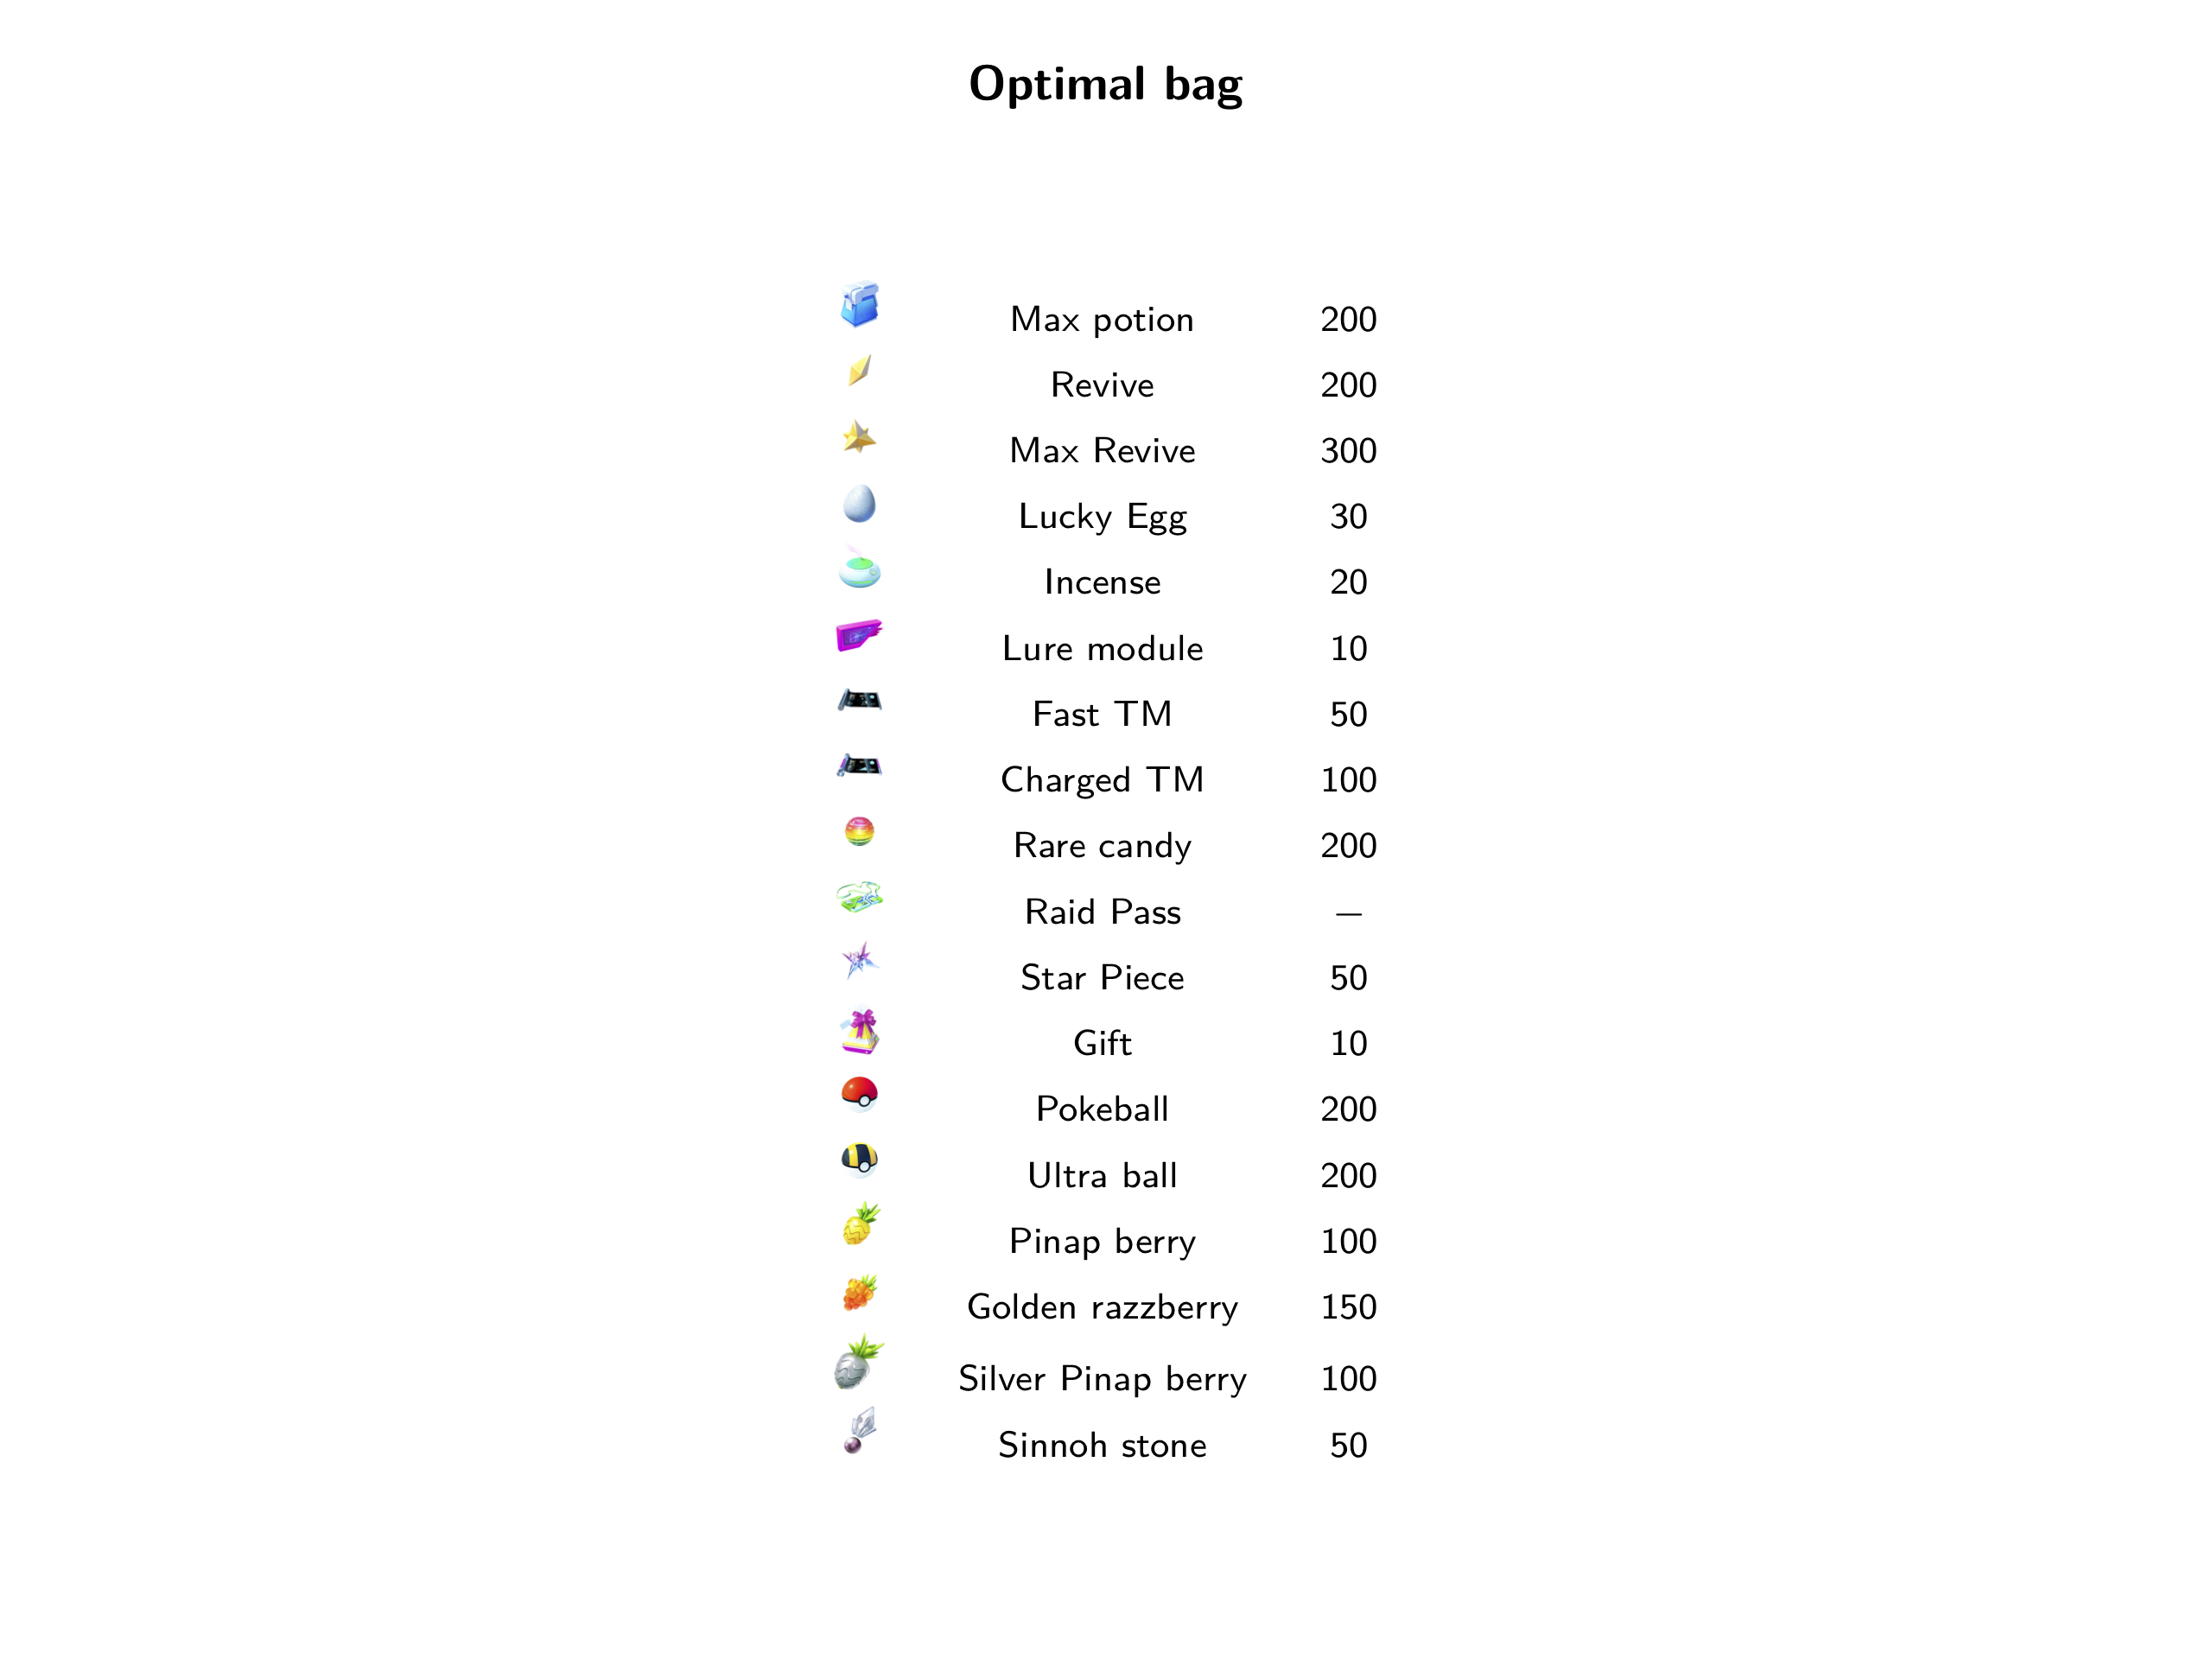 Optimal bag
Max potion 200
Revive 200
Max Revive 300
Lucky Egg 30
Incense 20
Lure module 10
Fast TM 50
Charged TM 100
Rare candy 200
Raid Pass —
Star Piece 50
Gift 10
Pokeball 200
Ultra ball 200
Pinap berry 100
Golden razzberry 150
Silver Pinap berry 100
Sinnoh stone 50